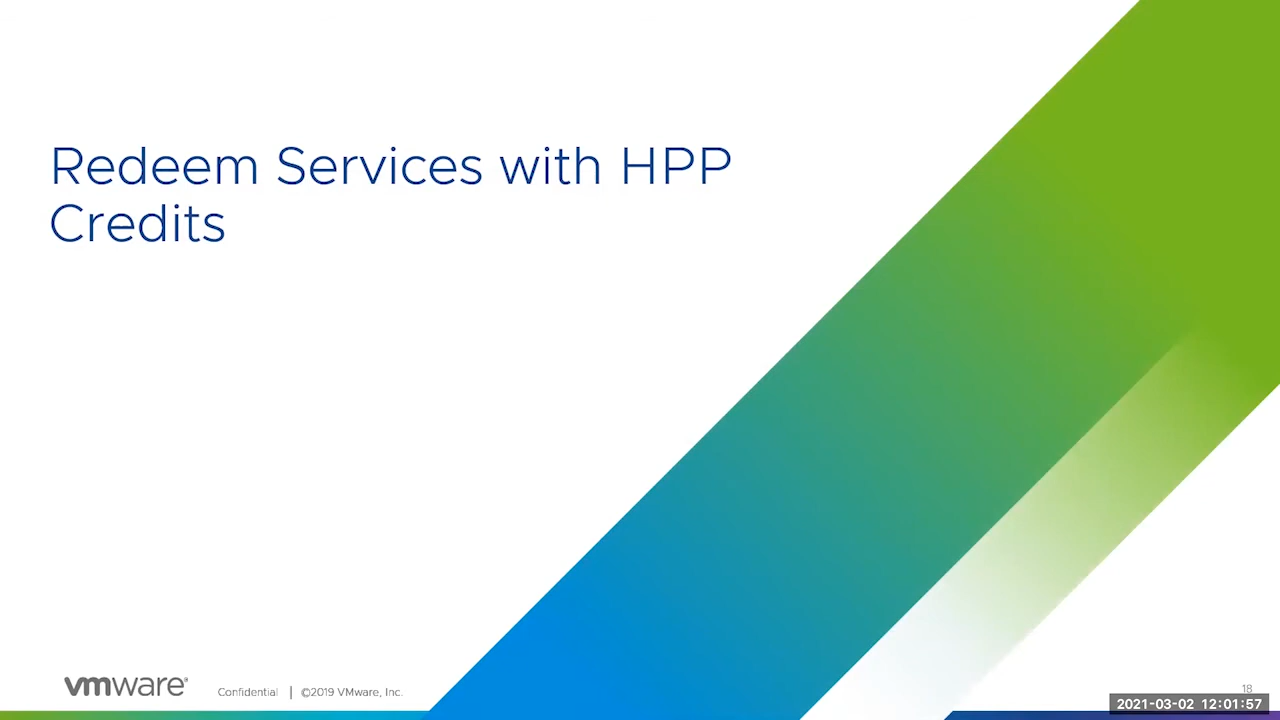 Redeem Services with HPP
Credits
vmware®
Confidential | ©2019 VMware, Inc.
18
2021-03-02 12:01:57